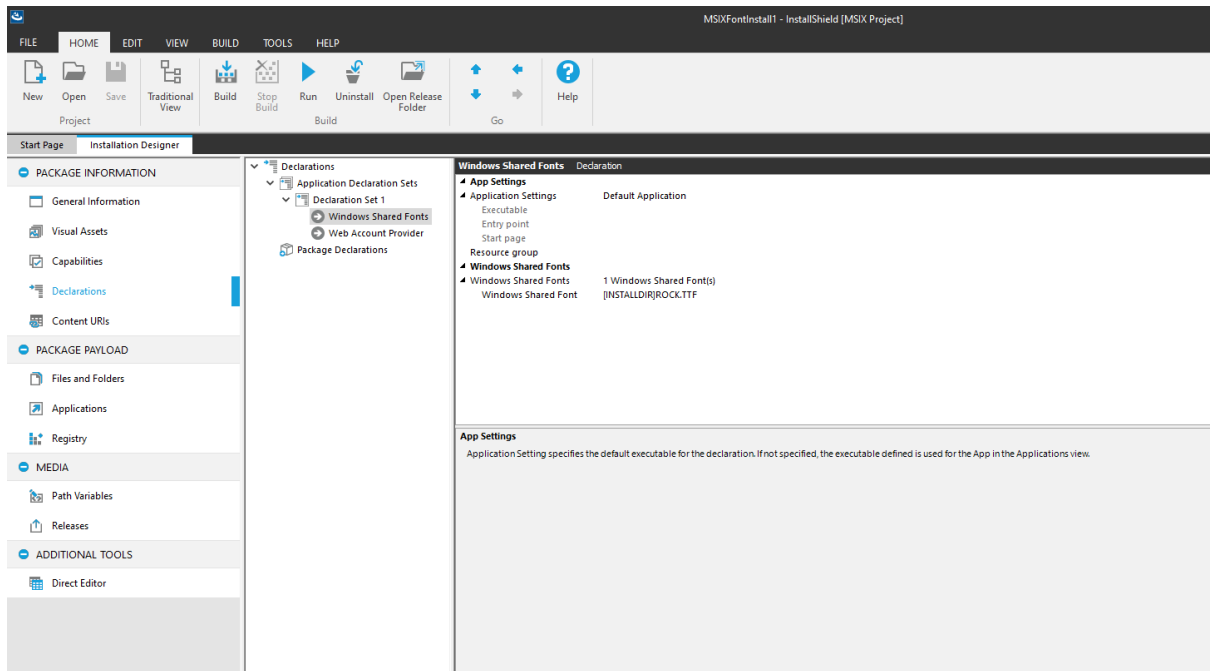 MSIXFontInstall1 - InstallShield [MSIX Project]
FILE HOME EDIT VIEW BUILD TOOLS HELP
New Open Save Traditional View Build Stop Build Run Uninstall Open Release Folder Help
Project Build Go
Start Page Installation Designer
PACKAGE INFORMATION
General Information
Visual Assets
Capabilities
Declarations
Content URIs
PACKAGE PAYLOAD
Files and Folders
Applications
Registry
MEDIA
Path Variables
Releases
ADDITIONAL TOOLS
Direct Editor
Declarations
Application Declaration Sets
Declaration Set 1
Windows Shared Fonts
Web Account Provider
Package Declarations
Windows Shared Fonts Declaration
App Settings
Application Settings Default Application
Executable
Entry point
Start page
Resource group
Windows Shared Fonts
Windows Shared Fonts 1 Windows Shared Font(s)
Windows Shared Font [INSTALLDIR]ROCK.TTF
App Settings
Application Setting specifies the default executable for the declaration. If not specified, the executable defined is used for the App in the Applications view.